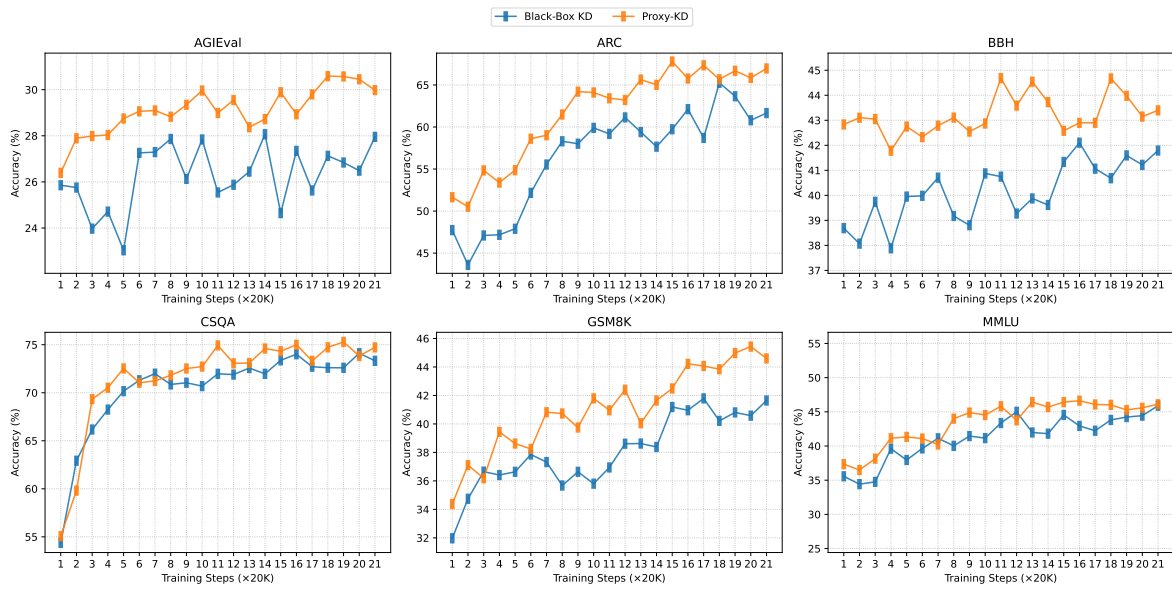 Black-Box KD Proxy-KD
AGIEval
Accuracy (%)
30
28
26
24
1 2 3 4 5 6 7 8 9 10 11 12 13 14 15 16 17 18 19 20 21
Training Steps (×20K)
ARC
Accuracy (%)
65
60
55
50
45
1 2 3 4 5 6 7 8 9 10 11 12 13 14 15 16 17 18 19 20 21
Training Steps (×20K)
BBH
Accuracy (%)
45
44
43
42
41
40
39
38
37
1 2 3 4 5 6 7 8 9 10 11 12 13 14 15 16 17 18 19 20 21
Training Steps (×20K)
CSQA
Accuracy (%)
75
70
65
60
55
1 2 3 4 5 6 7 8 9 10 11 12 13 14 15 16 17 18 19 20 21
Training Steps (×20K)
GSM8K
Accuracy (%)
46
44
42
40
38
36
34
32
1 2 3 4 5 6 7 8 9 10 11 12 13 14 15 16 17 18 19 20 21
Training Steps (×20K)
MMLU
Accuracy (%)
55
50
45
40
35
30
25
1 2 3 4 5 6 7 8 9 10 11 12 13 14 15 16 17 18 19 20 21
Training Steps (×20K)